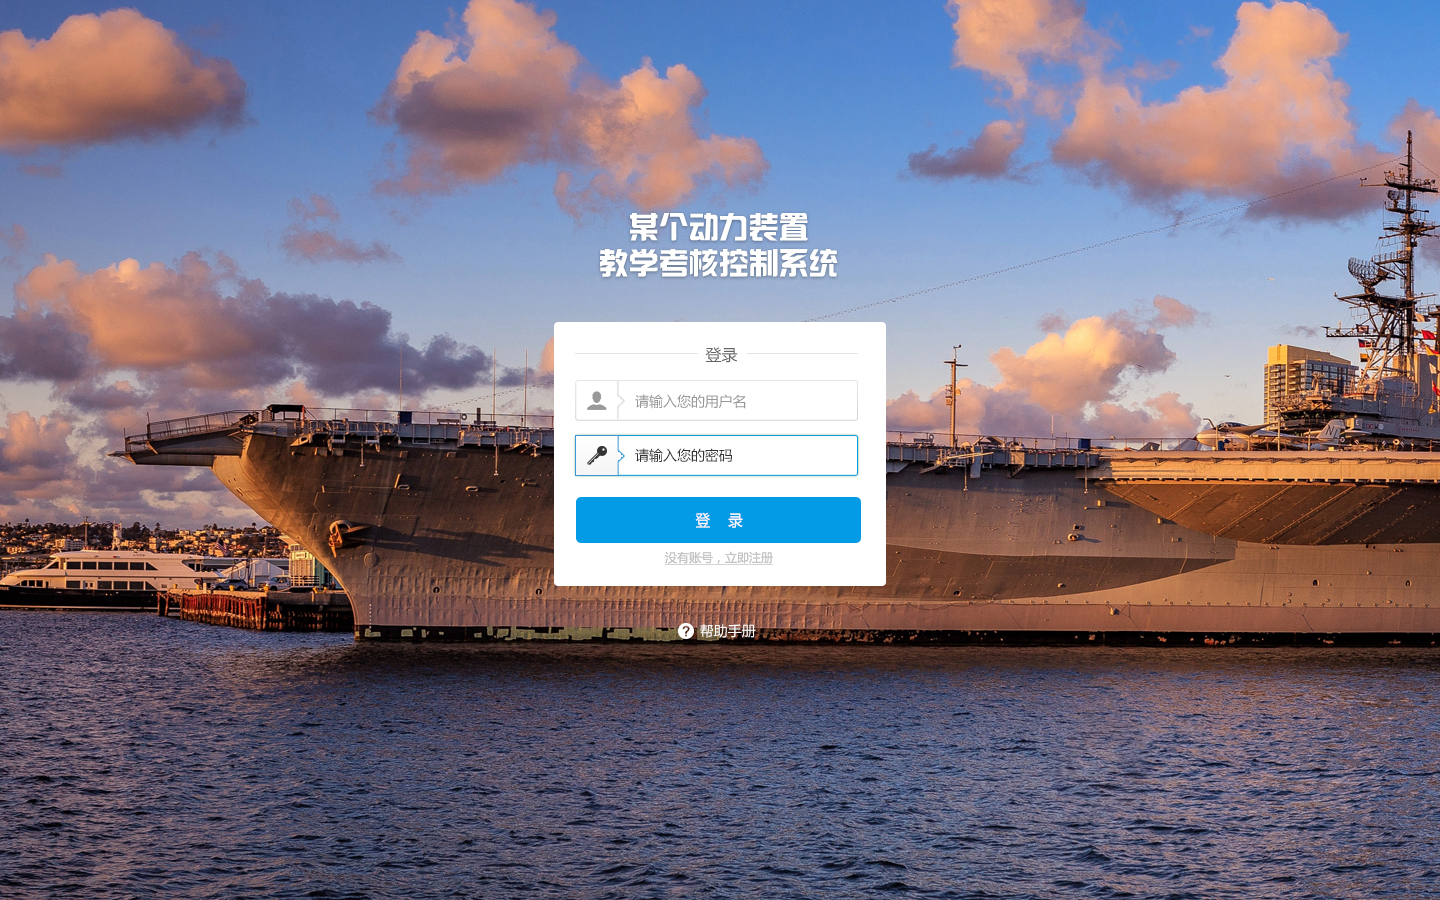 某个动力装置
教学考核控制系统
登录
请输入您的用户名
请输入您的密码
登 录
没有账号，立即注册
帮助手册